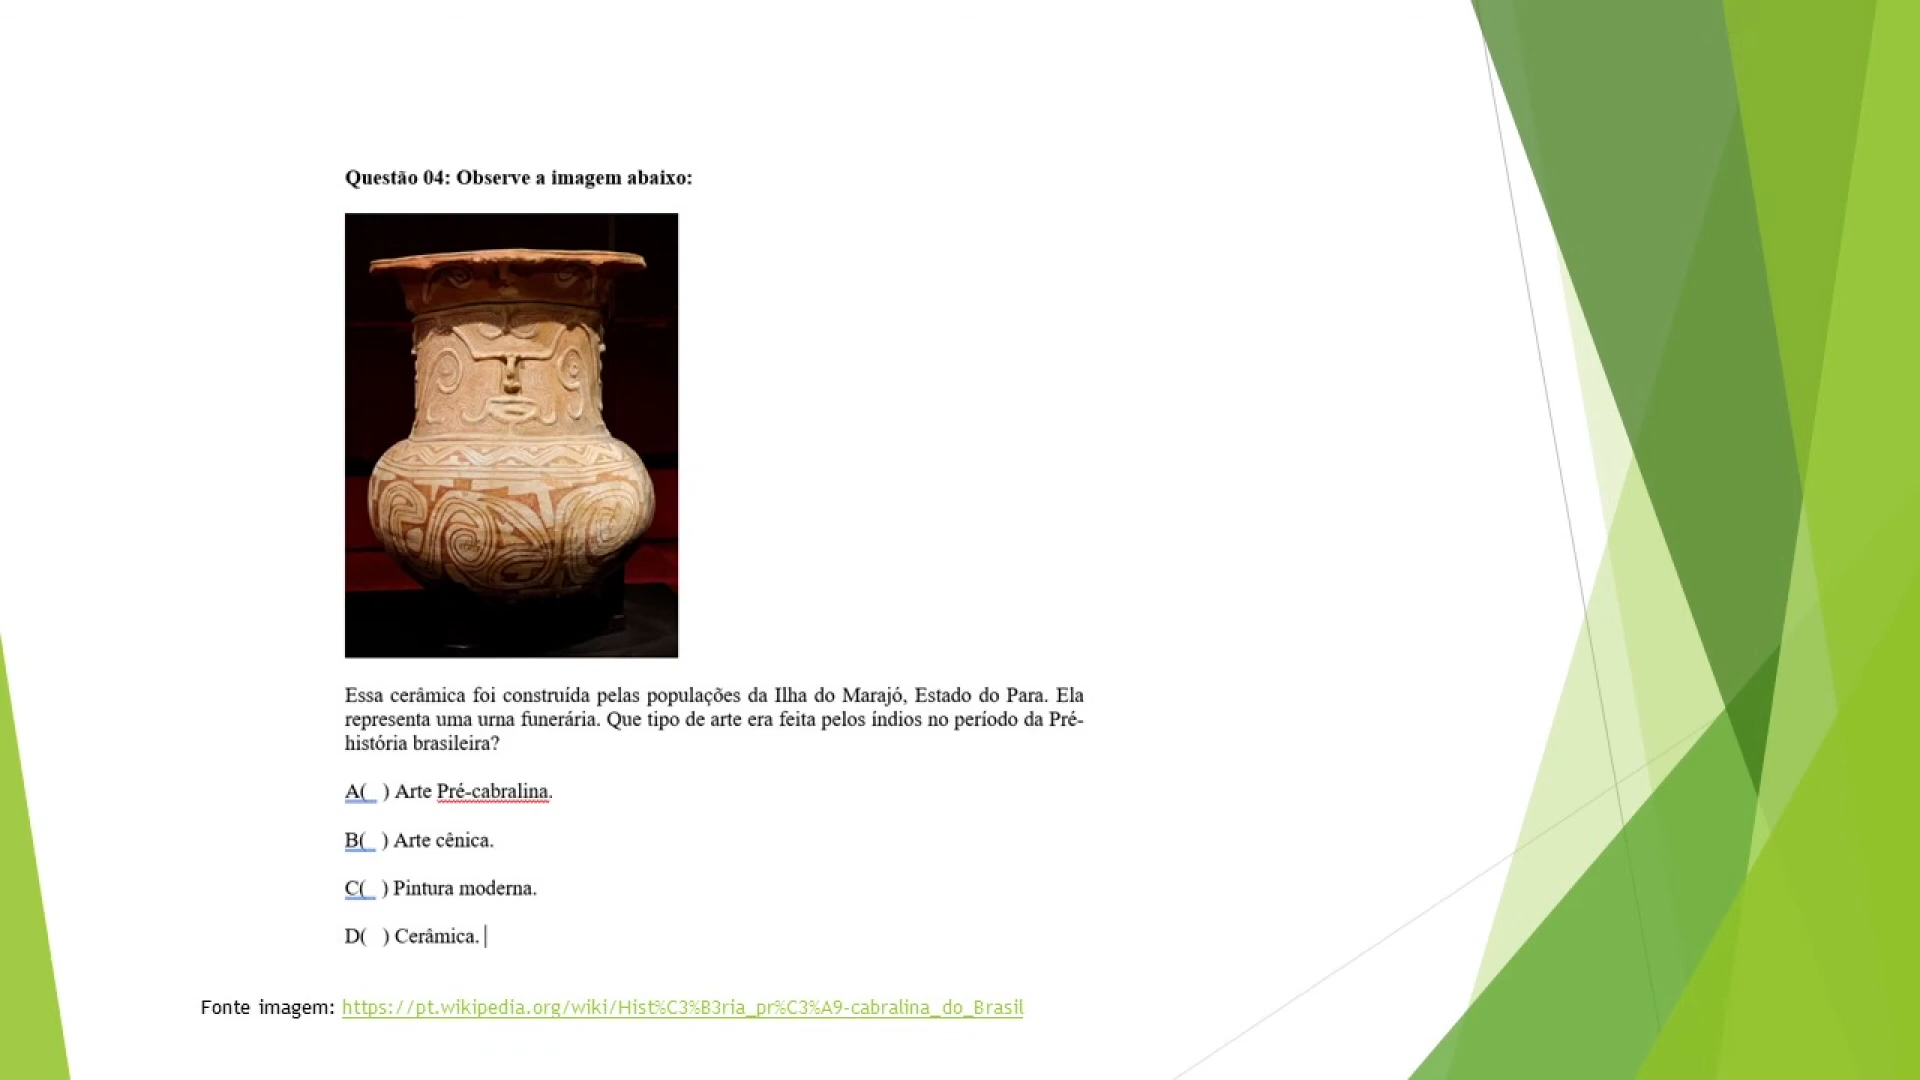 Questão 04: Observe a imagem abaixo:
Essa cerâmica foi construída pelas populações da Ilha do Marajó, Estado do Para. Ela
representa uma urna funerária. Que tipo de arte era feita pelos índios no período da Pré-
história brasileira?
A(  ) Arte Pré-cabralina.
B(  ) Arte cênica.
C(  ) Pintura moderna.
D(  ) Cerâmica.
Fonte imagem: https://pt.wikipedia.org/wiki/Hist%C3%B3ria_pr%C3%A9-cabralina_do_Brasil